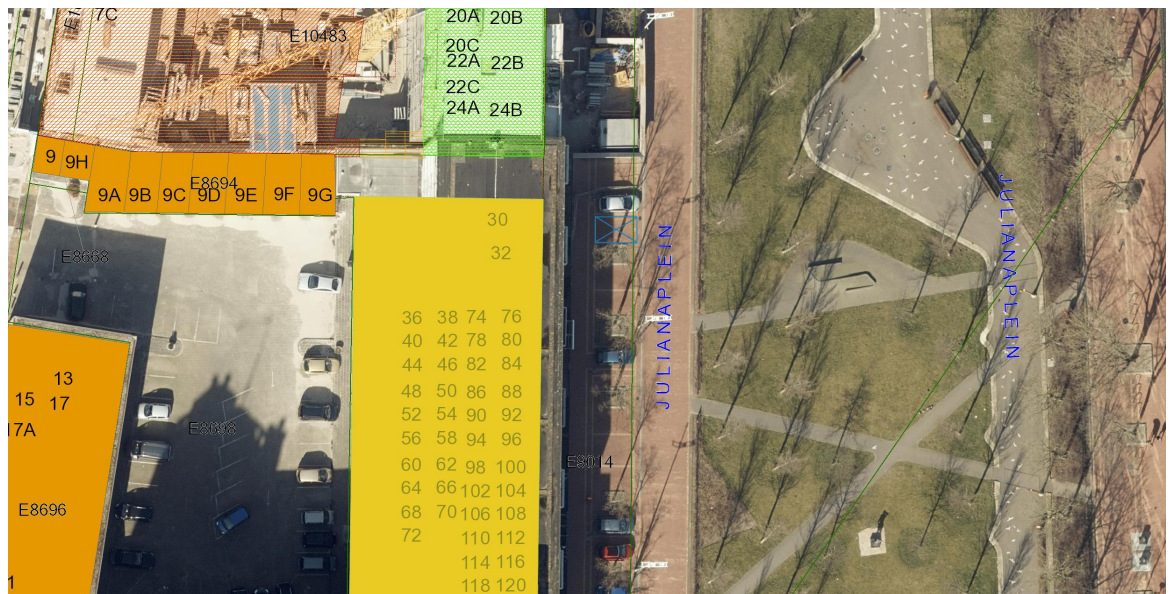 7C
E10483
20A 20B
20C
22A 22B
22C
24A 24B
9 9H
9A 9B 9C 9D 9E 9F 9G
E8694
E8668
30
32
36 38 74 76
40 42 78 80
44 46 82 84
48 50 86 88
52 54 90 92
56 58 94 96
60 62 98 100
64 66 102 104
68 70 106 108
72 110 112
114 116
118 120
13
15 17
17A
E8698
E8696
1
E9014
JULIANAPLEIN
JULIANAPLEIN